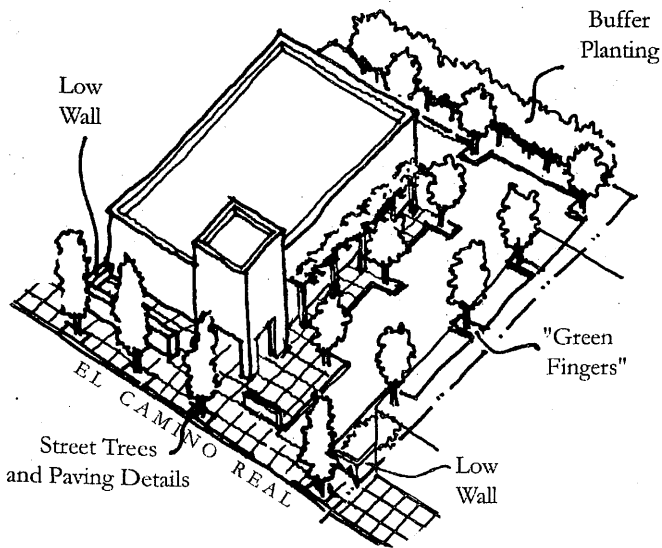 Buffer
Planting
Low
Wall
"Green
Fingers"
EL CAMINO REAL
Street Trees
and Paving Details
Low
Wall